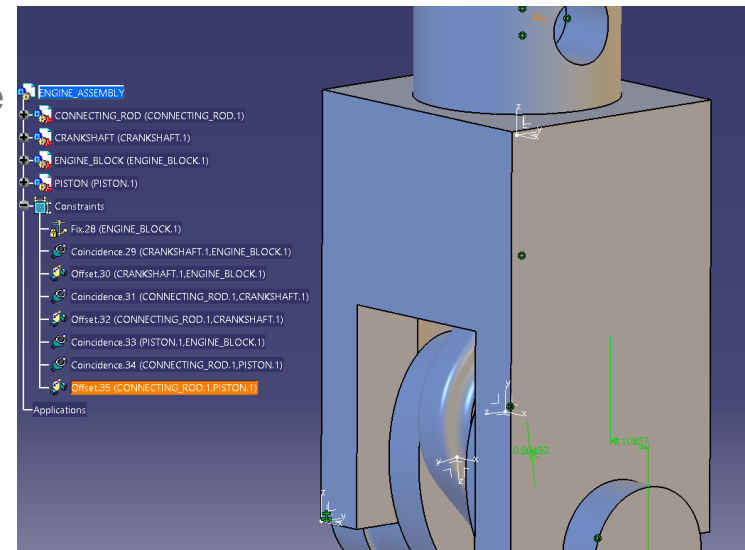 ENGINE_ASSEMBLY
CONNECTING_ROD (CONNECTING_ROD.1)
CRANKSHAFT (CRANKSHAFT.1)
ENGINE_BLOCK (ENGINE_BLOCK.1)
PISTON (PISTON.1)
Constraints
Fix.28 (ENGINE_BLOCK.1)
Coincidence.29 (CRANKSHAFT.1,ENGINE_BLOCK.1)
Offset.30 (CRANKSHAFT.1,ENGINE_BLOCK.1)
Coincidence.31 (CONNECTING_ROD.1,CRANKSHAFT.1)
Offset.32 (CONNECTING_ROD.1,CRANKSHAFT.1)
Coincidence.33 (PISTON.1,ENGINE_BLOCK.1)
Coincidence.34 (CONNECTING_ROD.1,PISTON.1)
Offset.35 (CONNECTING_ROD.1,PISTON.1)
Applications
z
y
y
z
x
y
x
z
z
y